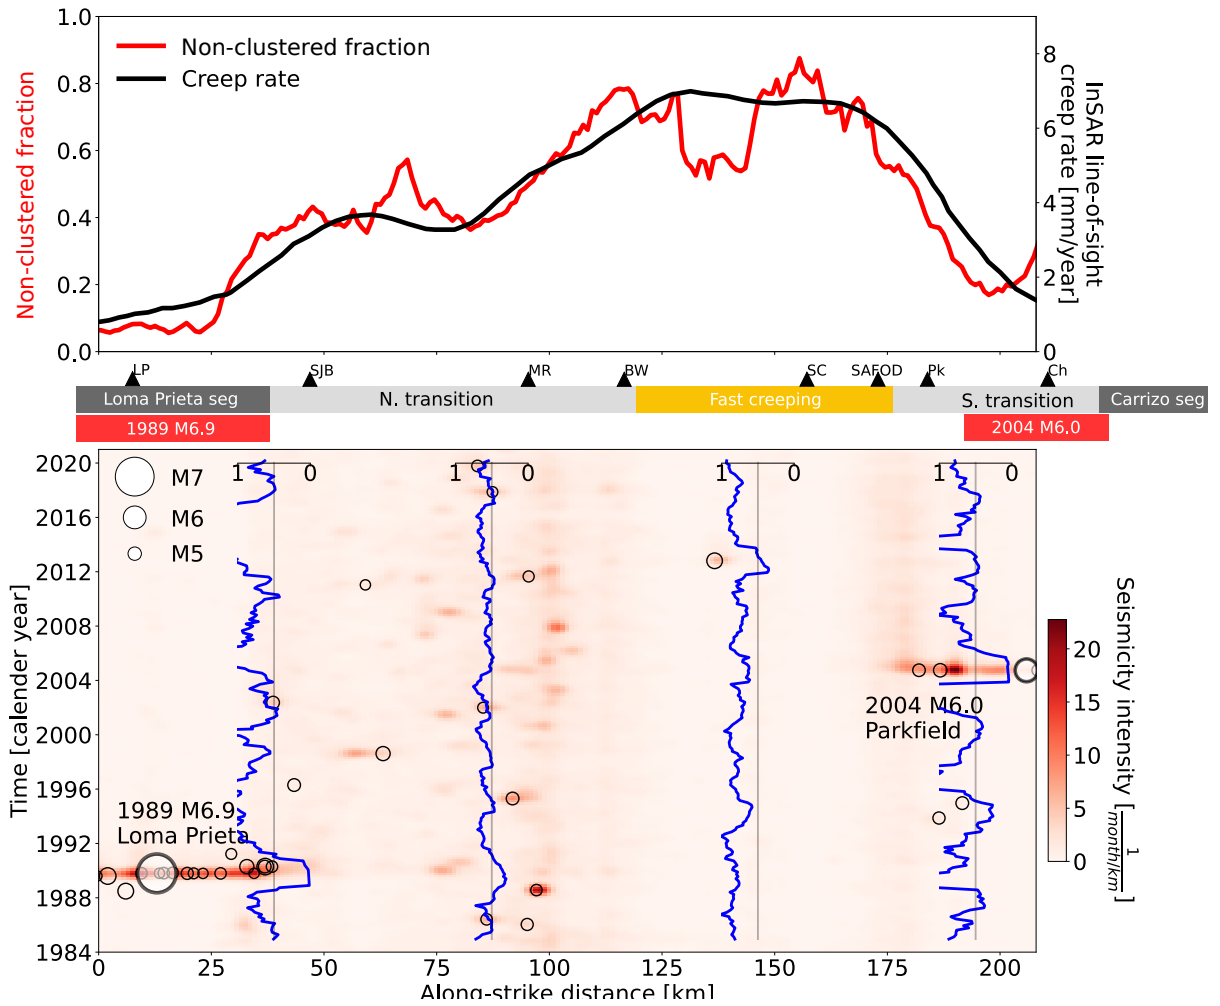 1.0
0.8
0.6
0.4
0.2
0.0
Non-clustered fraction
Non-clustered fraction
Creep rate
8
6
4
2
0
InSAR line-of-sight
creep rate [mm/year]
LP
SJB
MR
BW
SC
SAFOD
Pk
Ch
Loma Prieta seg
N. transition
Fast creeping
S. transition
Carrizo seg
1989 M6.9
2004 M6.0
2020
2016
2012
2008
2004
2000
1996
1992
1988
1984
Time [calender year]
M7
M6
M5
1 0
1 0
1 0
1 0
2004 M6.0
Parkfield
1989 M6.9
Loma Prieta
0 25 50 75 100 125 150 175 200
Along-strike distance [km]
20
15
10
5
0
Seismicity intensity [1/month/km]